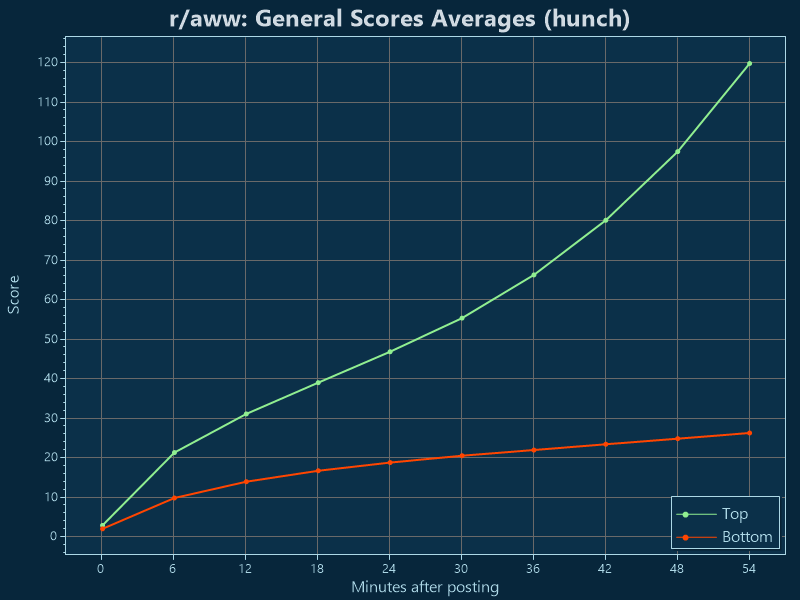 r/aww: General Scores Averages (hunch)
120
110
100
90
80
70
60
50
40
30
20
10
0
Score
0 6 12 18 24 30 36 42 48 54
Minutes after posting
Top
Bottom